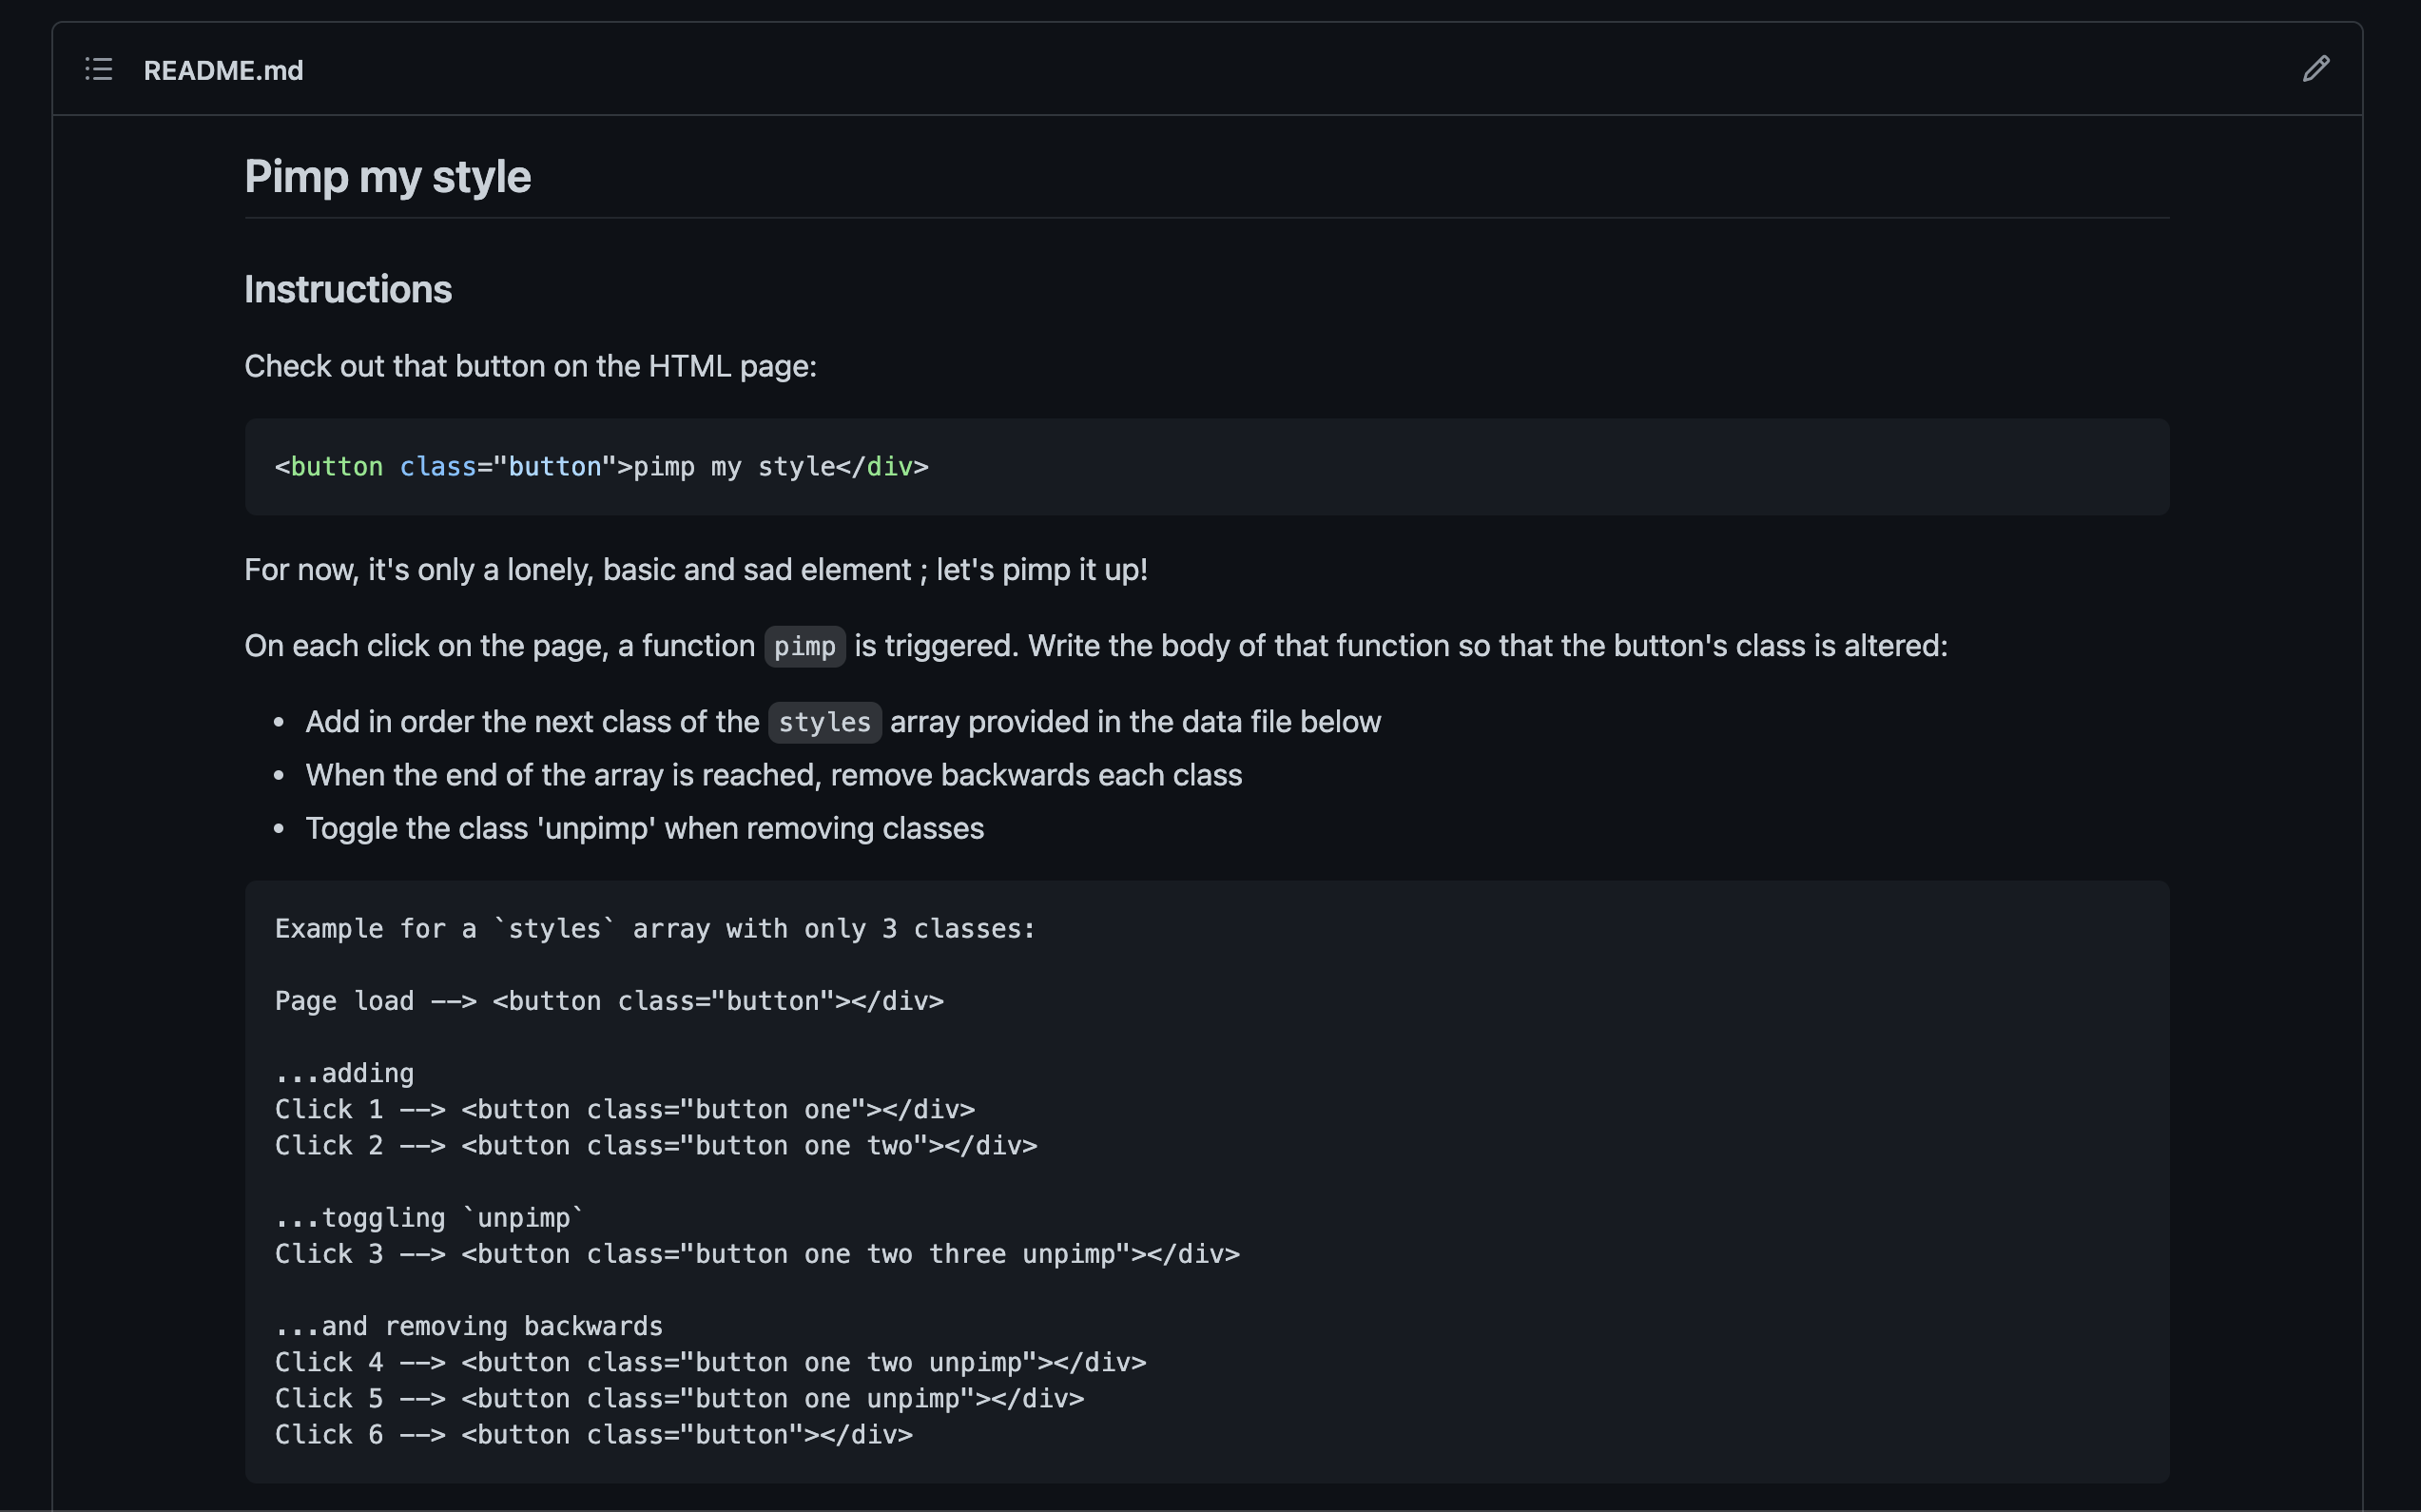 README.md
Pimp my style
Instructions
Check out that button on the HTML page:
<button class="button">pimp my style</div>
For now, it's only a lonely, basic and sad element ; let's pimp it up!
On each click on the page, a function pimp is triggered. Write the body of that function so that the button's class is altered:
• Add in order the next class of the styles array provided in the data file below
• When the end of the array is reached, remove backwards each class
• Toggle the class 'unpimp' when removing classes
Example for a `styles` array with only 3 classes:
Page load --> <button class="button"></div>
...adding
Click 1 --> <button class="button one"></div>
Click 2 --> <button class="button one two"></div>
...toggling `unpimp`
Click 3 --> <button class="button one two three unpimp"></div>
...and removing backwards
Click 4 --> <button class="button one two unpimp"></div>
Click 5 --> <button class="button one unpimp"></div>
Click 6 --> <button class="button"></div>